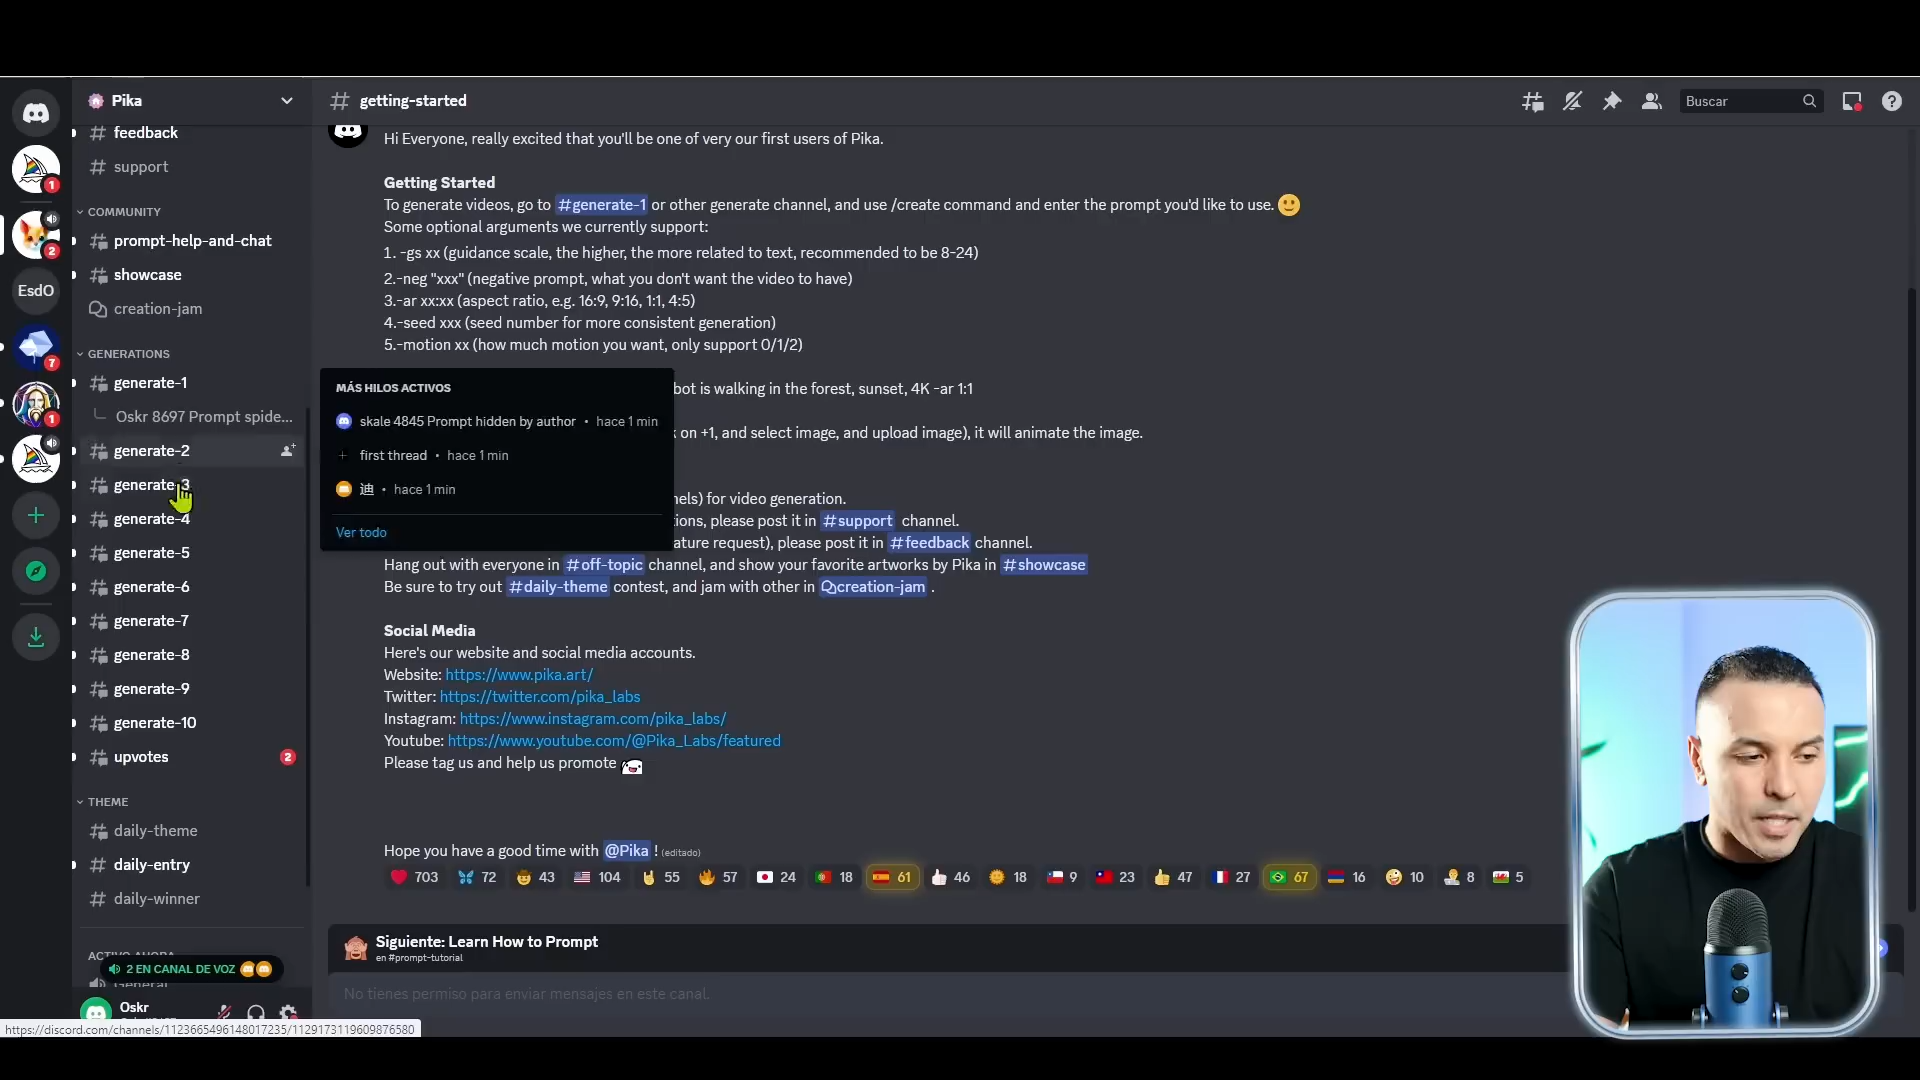 Pika
getting-started
Buscar
feedback
support
COMMUNITY
prompt-help-and-chat
showcase
creation-jam
GENERATIONS
generate-1
Oskr 8697 Prompt spide...
generate-2
generate-3
generate-4
generate-5
generate-6
generate-7
generate-8
generate-9
generate-10
upvotes 2
THEME
daily-theme
daily-entry
daily-winner
ACTIVO AHORA
2 EN CANAL DE VOZ
General
Oskr
1
2
EsdO
7
1
Hi Everyone, really excited that you'll be one of very our first users of Pika.
Getting Started
To generate videos, go to #generate-1 or other generate channel, and use /create command and enter the prompt you'd like to use.
Some optional arguments we currently support:
1. -gs xx (guidance scale, the higher, the more related to text, recommended to be 8-24)
2.-neg "xxx" (negative prompt, what you don't want the video to have)
3.-ar xx:xx (aspect ratio, e.g. 16:9, 9:16, 1:1, 4:5)
4.-seed xxx (seed number for more consistent generation)
5.-motion xx (how much motion you want, only support 0/1/2)
MÁS HILOS ACTIVOS
skale 4845 Prompt hidden by author • hace 1 min
first thread • hace 1 min
迪 • hace 1 min
Ver todo
bot is walking in the forest, sunset, 4K -ar 1:1
on +1, and select image, and upload image), it will animate the image.
nels) for video generation.
ions, please post it in #support channel.
ature request), please post it in #feedback channel.
Hang out with everyone in #off-topic channel, and show your favorite artworks by Pika in #showcase
Be sure to try out #daily-theme contest, and jam with other in creation-jam .
Social Media
Here's our website and social media accounts.
Website: https://www.pika.art/
Twitter: https://twitter.com/pika_labs
Instagram: https://www.instagram.com/pika_labs/
Youtube: https://www.youtube.com/@Pika_Labs/featured
Please tag us and help us promote
Hope you have a good time with @Pika ! (editado)
703 72 43 104 55 57 24 18 61 46 18 9 23 47 27 67 16 10 8 5
Siguiente: Learn How to Prompt
en #prompt-tutorial
No tienes permiso para enviar mensajes en este canal.
https://discord.com/channels/1123665496148017235/1129173119609876580